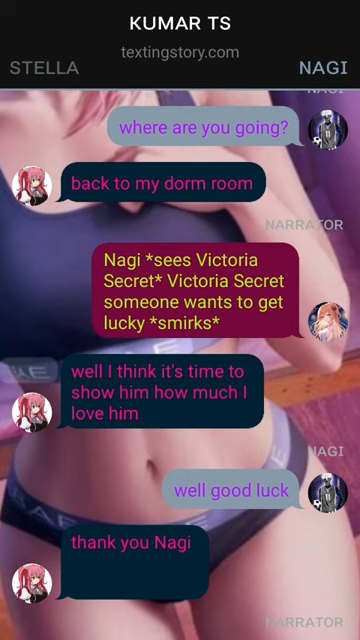 KUMAR TS
textingstory.com
STELLA
NAGI
NAGI
where are you going?
back to my dorm room
NARRATOR
Nagi *sees Victoria
Secret* Victoria Secret
someone wants to get
lucky *smirks*
well I think it's time to
show him how much I
love him
NAGI
well good luck
thank you Nagi
NARRATOR